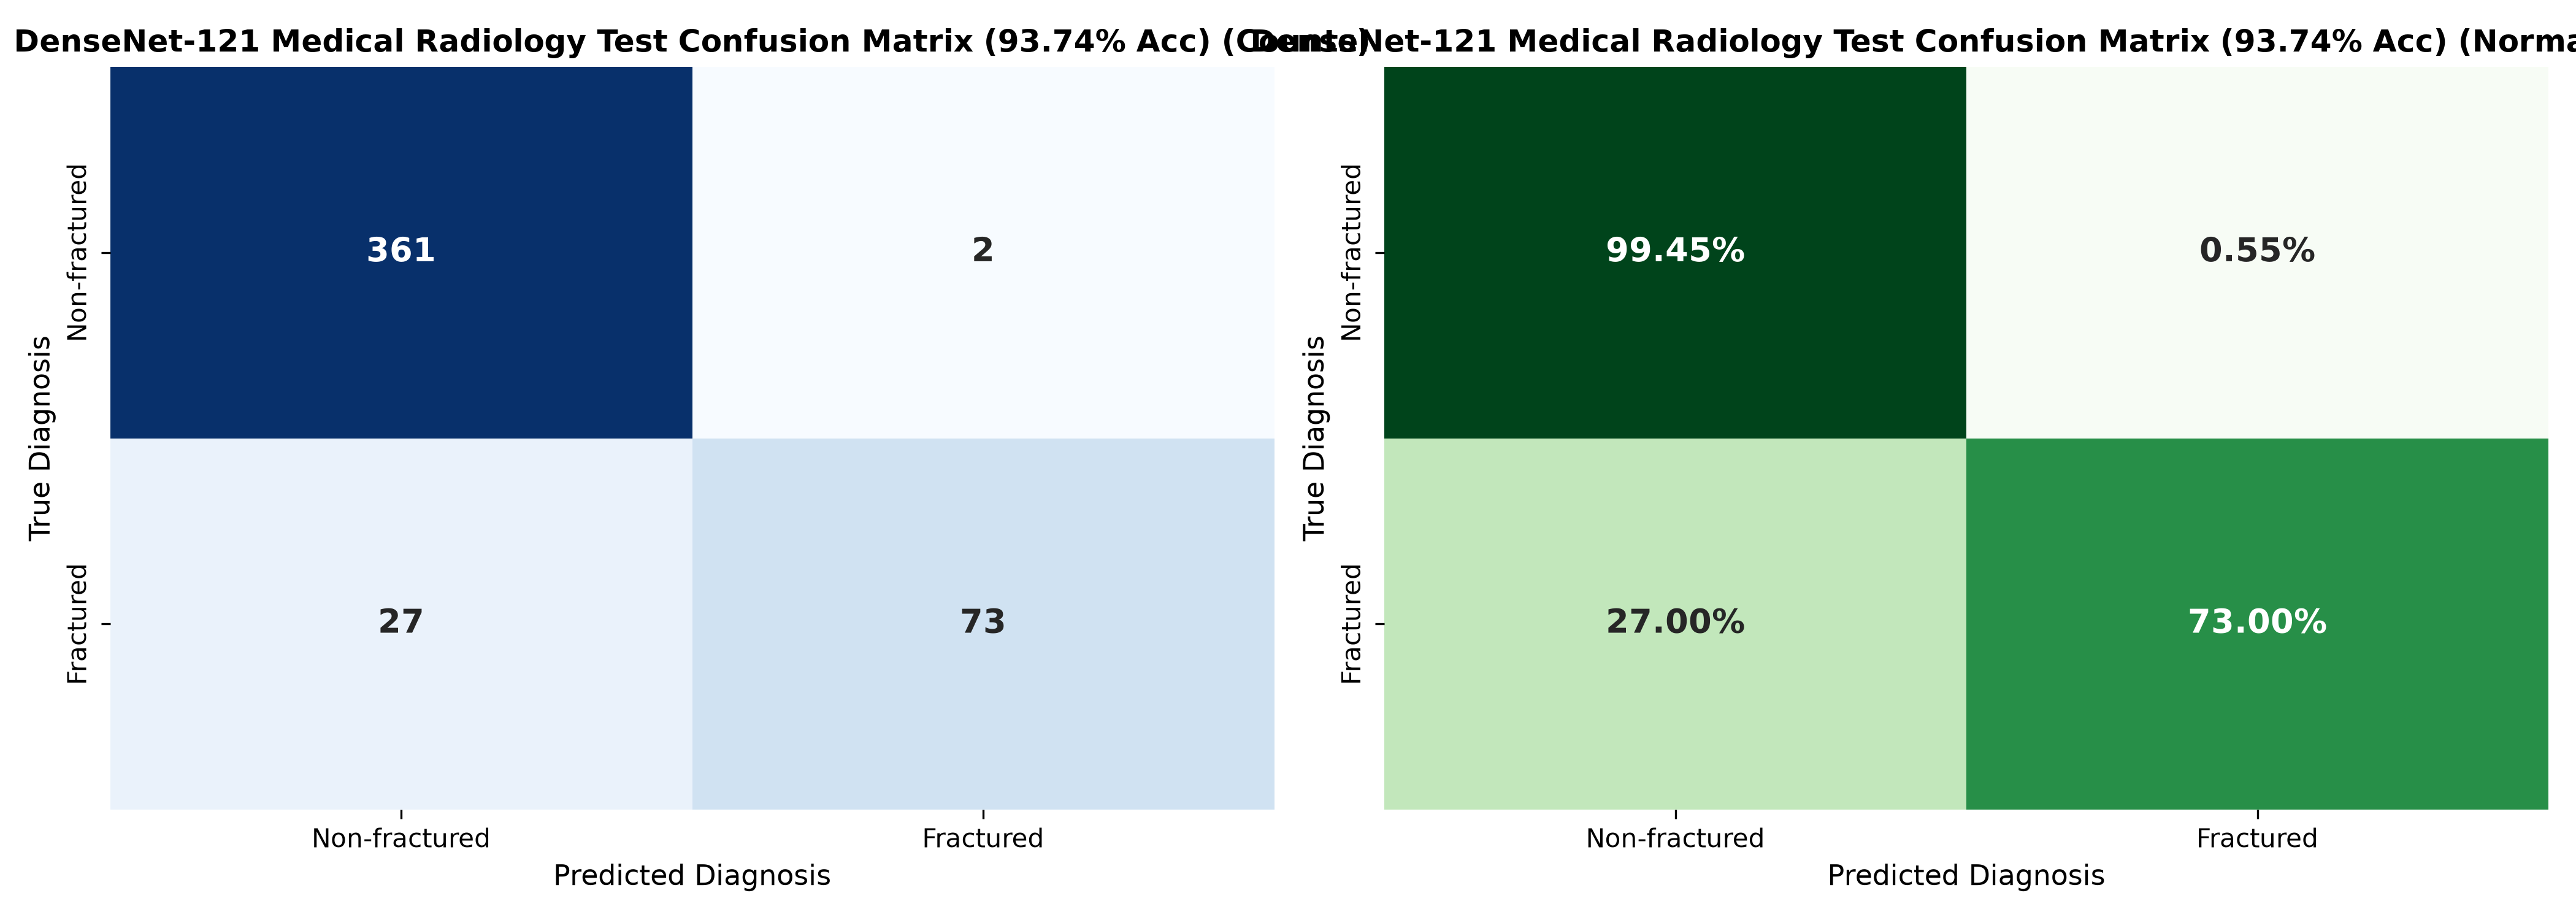 DenseNet-121 Medical Radiology Test Confusion Matrix (93.74% Acc) (Counts)
True Diagnosis
Non-fractured
361
2
Fractured
27
73
Non-fractured
Fractured
Predicted Diagnosis
DenseNet-121 Medical Radiology Test Confusion Matrix (93.74% Acc) (Norma
True Diagnosis
Non-fractured
99.45%
0.55%
Fractured
27.00%
73.00%
Non-fractured
Fractured
Predicted Diagnosis